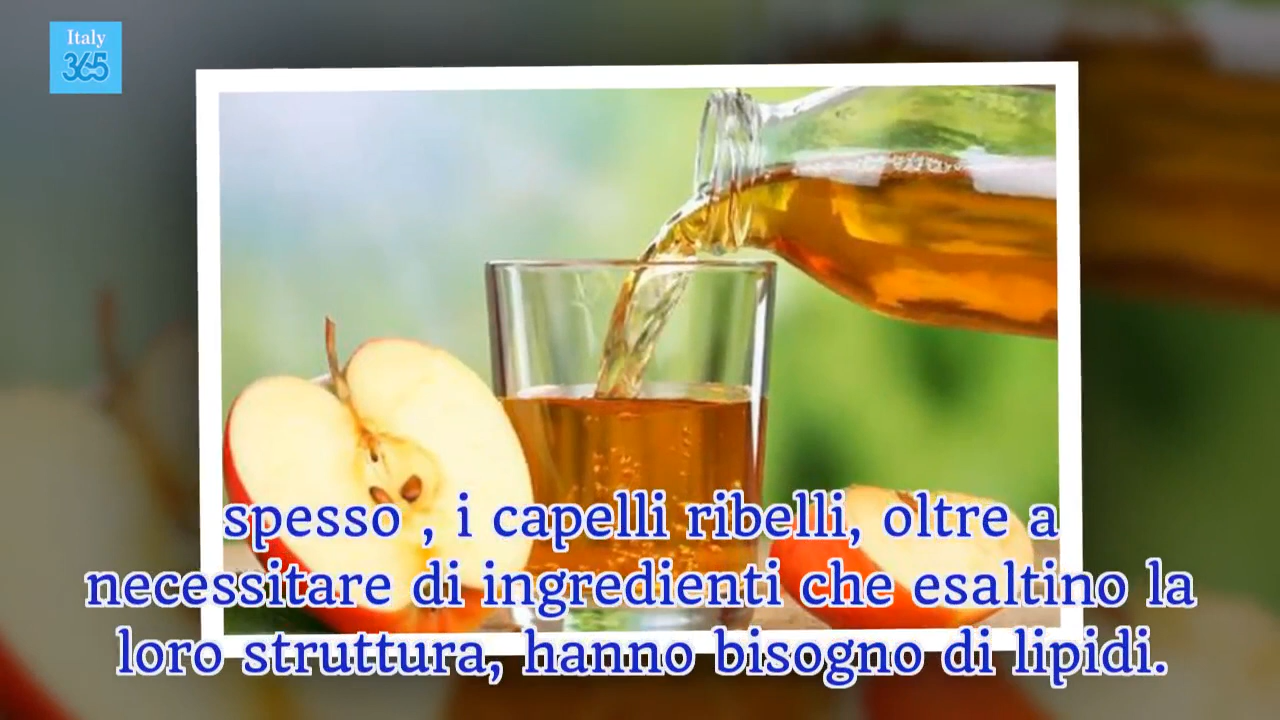 Italy
365
spesso , i capelli ribelli, oltre a
necessitare di ingredienti che esaltino la
loro struttura, hanno bisogno di lipidi.